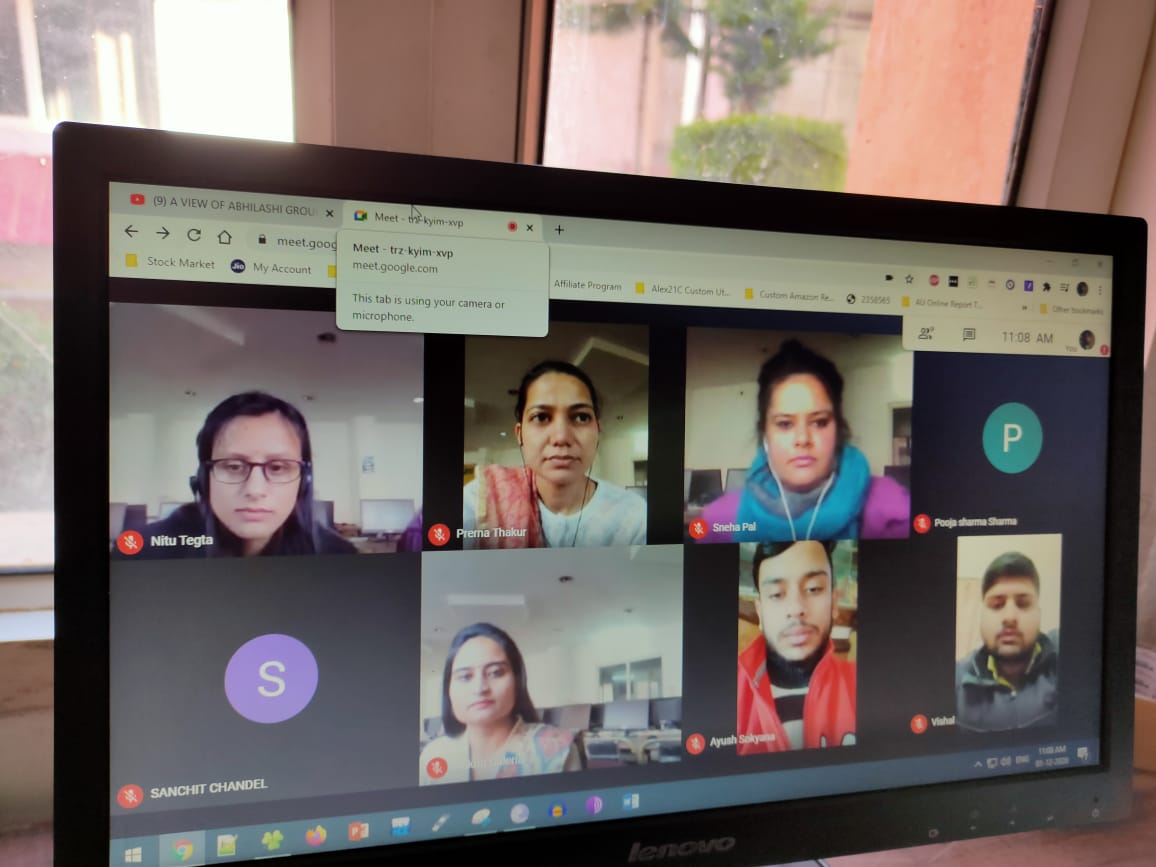 (9) A VIEW OF ABHILASHI GROU
Meet - trz-kyim-xvp
meet.goog
Meet - trz-kyim-xvp
meet.google.com
This tab is using your camera or
microphone.
Stock Market
My Account
Jio
Affiliate Program
Alex21C Custom Ut...
Custom Amazon Re...
2358565
AU Online Report T...
»
Other bookmarks
11:08 AM
You
Nitu Tegta
Prerna Thakur
Sneha Pal
P
Pooja sharma Sharma
S
SANCHIT CHANDEL
Ayush Sokyana
Vishal
ENG
11:08 AM
01-12-2020
lenovo